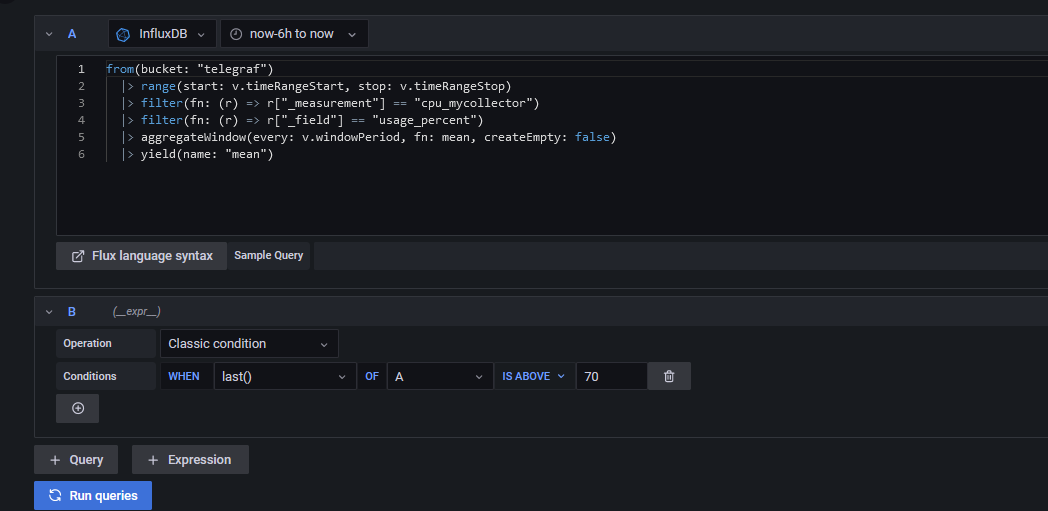 A InfluxDB now-6h to now
1 from(bucket: "telegraf")
2 |> range(start: v.timeRangeStart, stop: v.timeRangeStop)
3 |> filter(fn: (r) => r["_measurement"] == "cpu_mycollector")
4 |> filter(fn: (r) => r["_field"] == "usage_percent")
5 |> aggregateWindow(every: v.windowPeriod, fn: mean, createEmpty: false)
6 |> yield(name: "mean")
Flux language syntax Sample Query
B (__expr__)
Operation Classic condition
Conditions WHEN last() OF A IS ABOVE 70
+ Query + Expression
Run queries